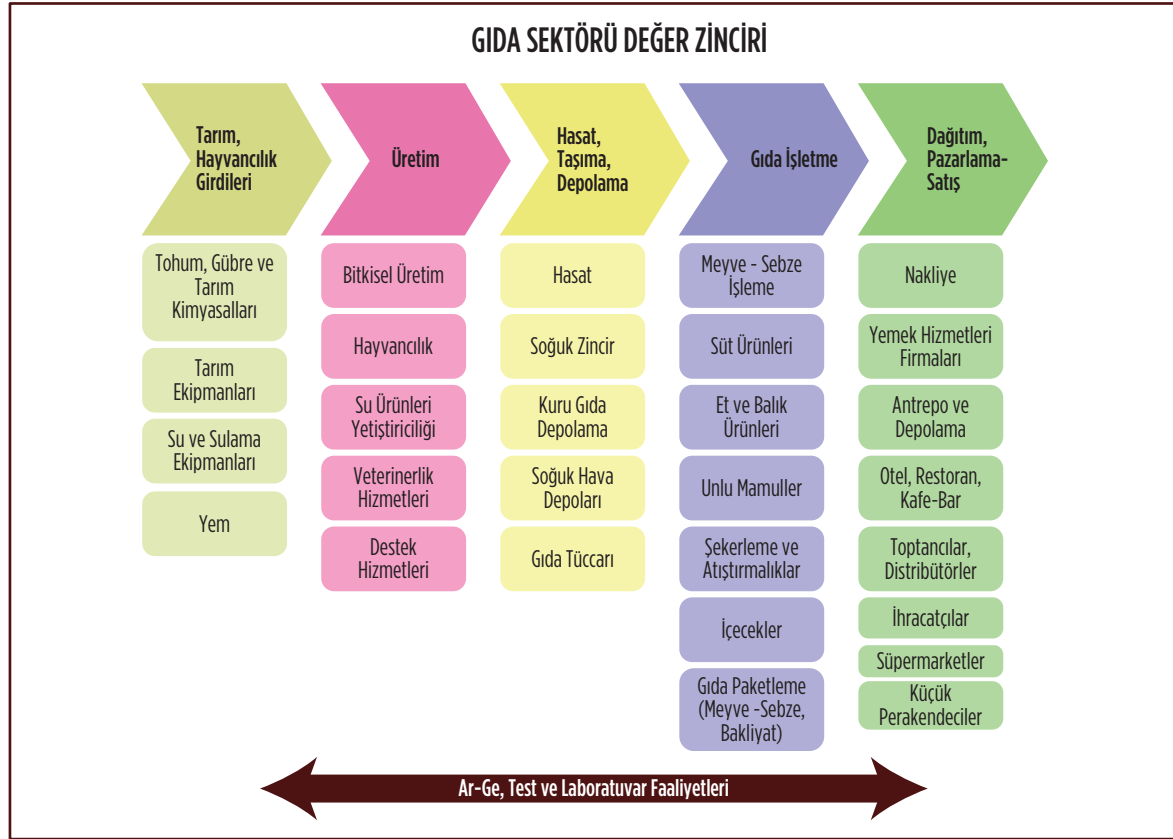 GIDA SEKTÖRÜ DEĞER ZİNCİRİ
Tarım,
Hayvancılık
Girdileri
Üretim
Hasat,
Taşıma,
Depolama
Gıda İşletme
Dağıtım,
Pazarlama-
Satış
Tohum, Gübre ve
Tarım
Kimyasalları
Tarım
Ekipmanları
Su ve Sulama
Ekipmanları
Yem
Bitkisel Üretim
Hayvancılık
Su Ürünleri
Yetiştiriciliği
Veterinerlik
Hizmetleri
Destek
Hizmetleri
Hasat
Soğuk Zincir
Kuru Gıda
Depolama
Soğuk Hava
Depoları
Gıda Tüccarı
Meyve - Sebze
İşleme
Süt Ürünleri
Et ve Balık
Ürünleri
Unlu Mamuller
Şekerleme ve
Atıştırmalıklar
İçecekler
Gıda Paketleme
(Meyve -Sebze,
Bakliyat)
Nakliye
Yemek Hizmetleri
Firmaları
Antrepo ve
Depolama
Otel, Restoran,
Kafe-Bar
Toptancılar,
Distribütörler
İhracatçılar
Süpermarketler
Küçük
Perakendeciler
Ar-Ge, Test ve Laboratuvar Faaliyetleri